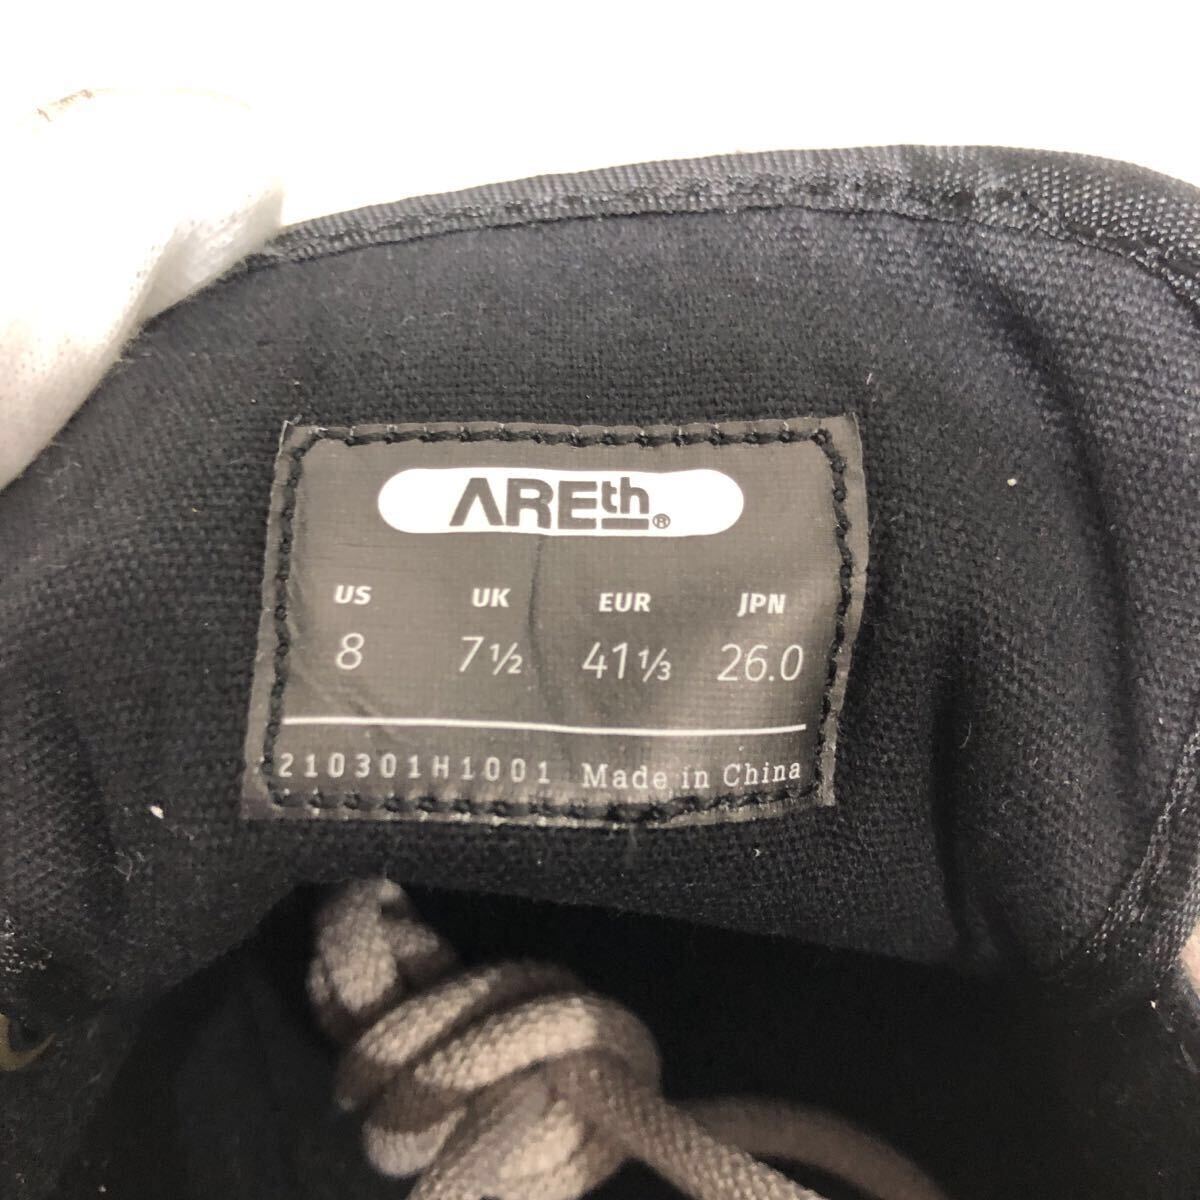 AREth®
US UK EUR JPN
8 7½ 41⅓ 26.0
210301H1001 Made in China